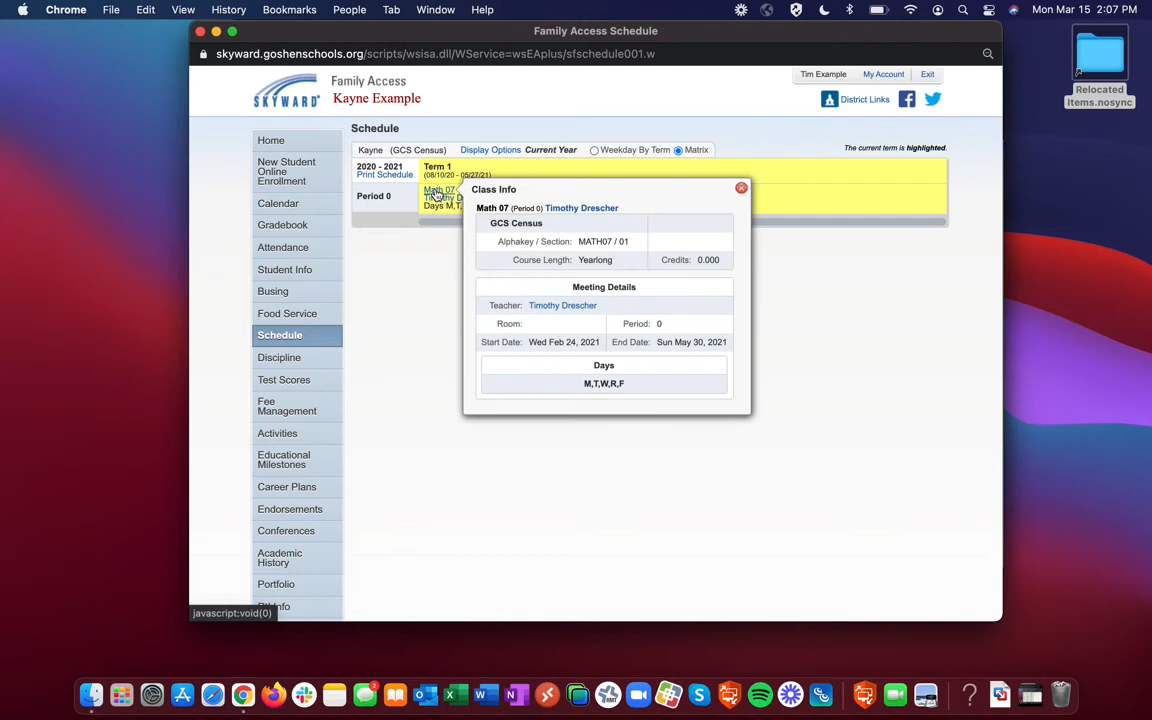 Chrome File Edit View History Bookmarks People Tab Window Help Mon Mar 15 2:07 PM
Family Access Schedule
skyward.goshenschools.org/scripts/wsisa.dll/WService=wsEAplus/sfschedule001.w
Relocated
Items.nosync
SKYWARD
Family Access
Kayne Example
Tim Example My Account Exit
District Links
Home
New Student
Online
Enrollment
Calendar
Gradebook
Attendance
Student Info
Busing
Food Service
Schedule
Discipline
Test Scores
Fee
Management
Activities
Educational
Milestones
Career Plans
Endorsements
Conferences
Academic
History
Portfolio
Info
javascript:void(0)
Schedule
Kayne (GCS Census) Display Options Current Year Weekday By Term Matrix The current term is highlighted.
2020 - 2021
Print Schedule
Term 1
(08/10/20 - 05/27/21)
Period 0
Math 07
Timothy D
Days M,T,
Class Info
Math 07 (Period 0) Timothy Drescher
GCS Census
Alphakey / Section: MATH07 / 01
Course Length: Yearlong Credits: 0.000
Meeting Details
Teacher: Timothy Drescher
Room: Period: 0
Start Date: Wed Feb 24, 2021 End Date: Sun May 30, 2021
Days
M,T,W,R,F